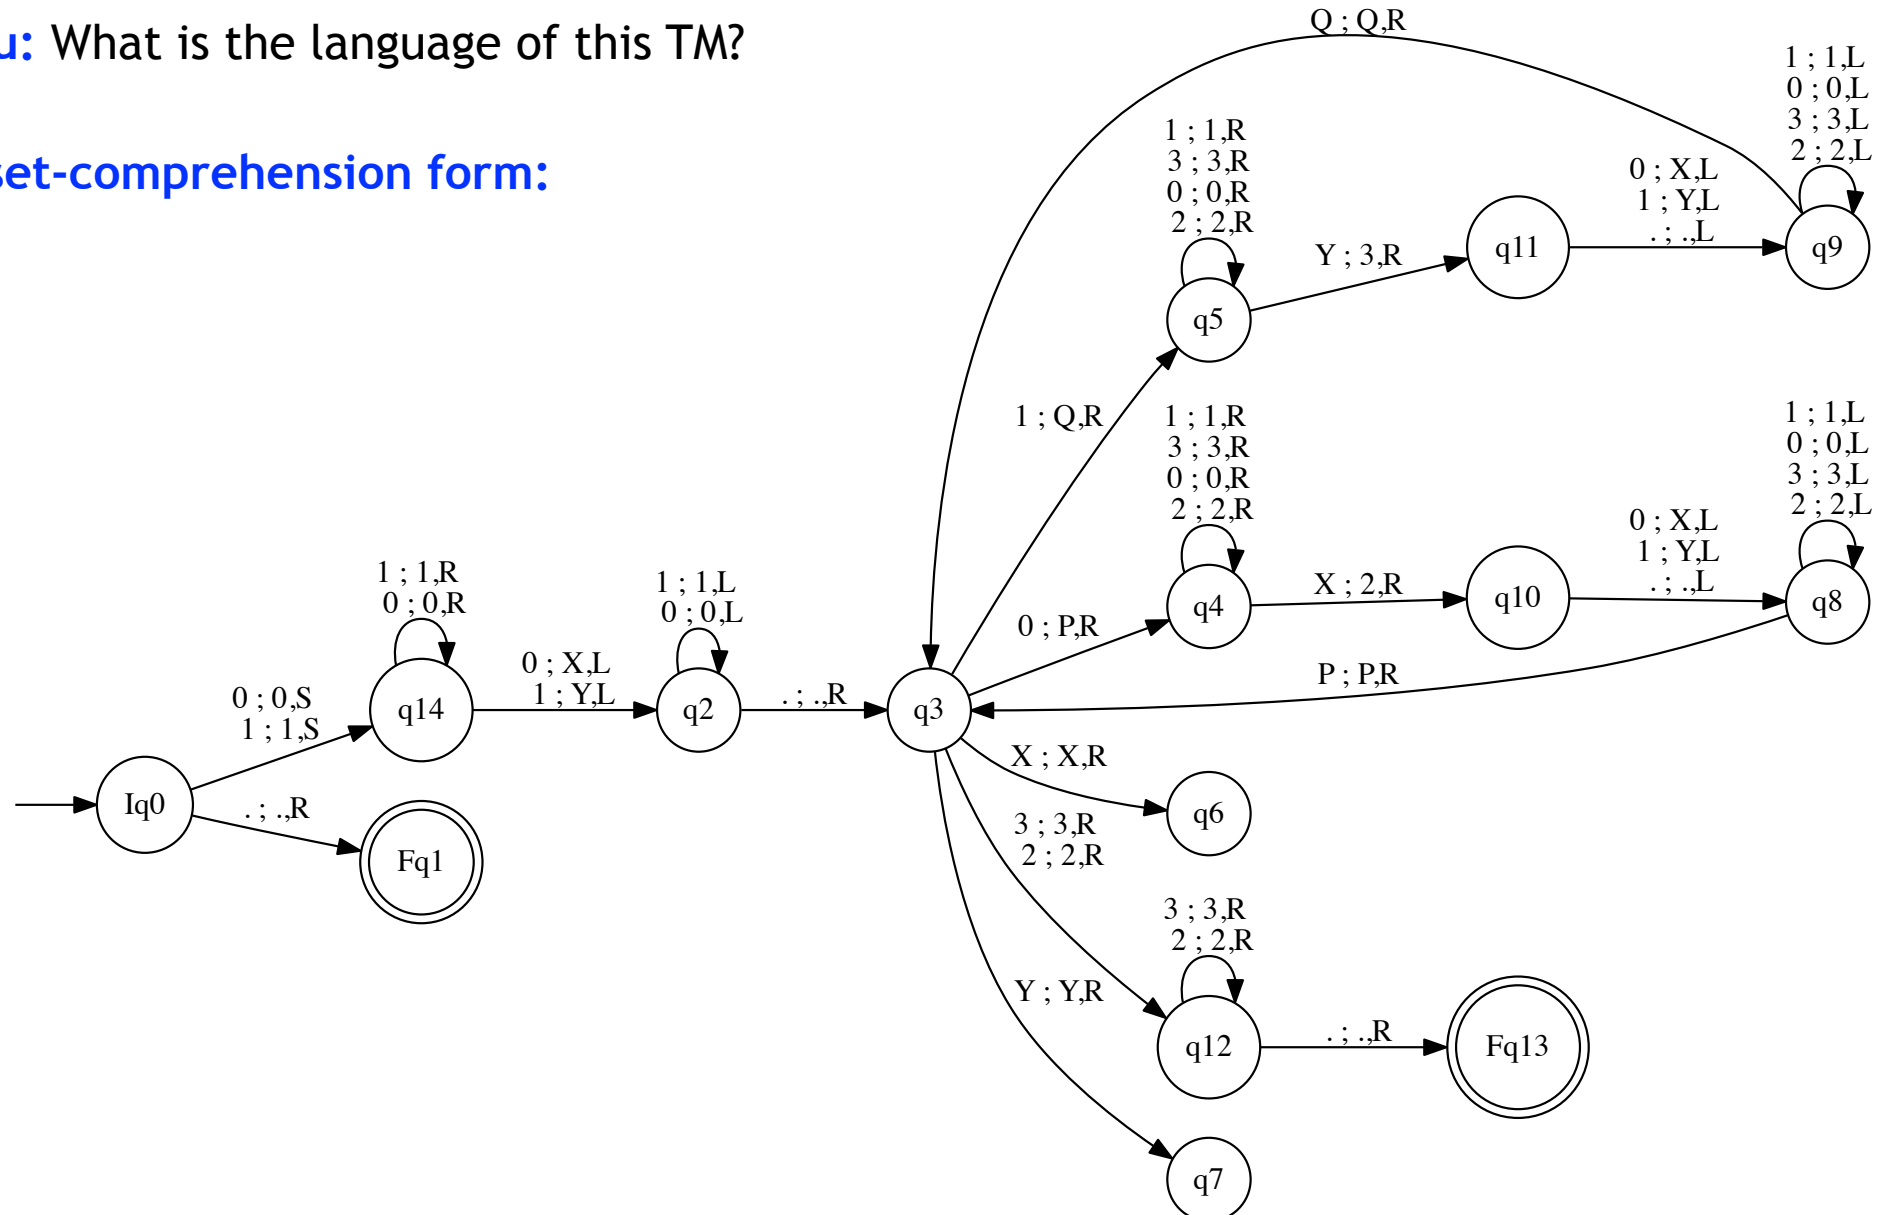 u: What is the language of this TM?
set-comprehension form:
Q ; Q,R
1 ; 1,L
0 ; 0,L
3 ; 3,L
2 ; 2,L
1 ; 1,R
3 ; 3,R
0 ; 0,R
2 ; 2,R
0 ; X,L
1 ; Y,L
. ; .,L
q11
q9
Y ; 3,R
q5
1 ; Q,R
1 ; 1,R
3 ; 3,R
0 ; 0,R
2 ; 2,R
1 ; 1,L
0 ; 0,L
3 ; 3,L
2 ; 2,L
0 ; X,L
1 ; Y,L
. ; .,L
X ; 2,R
q4
q10
q8
0 ; P,R
P ; P,R
1 ; 1,R
0 ; 0,R
1 ; 1,L
0 ; 0,L
0 ; X,L
1 ; Y,L
0 ; 0,S
1 ; 1,S
q14
q2
. ; .,R
q3
X ; X,R
Iq0
. ; .,R
Fq1
q6
3 ; 3,R
2 ; 2,R
3 ; 3,R
2 ; 2,R
Y ; Y,R
q12
. ; .,R
Fq13
q7